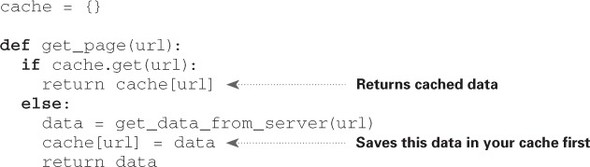 cache = {}
def get_page(url):
  if cache.get(url):
    return cache[url] Returns cached data
  else:
    data = get_data_from_server(url)
    cache[url] = data Saves this data in your cache first
    return data